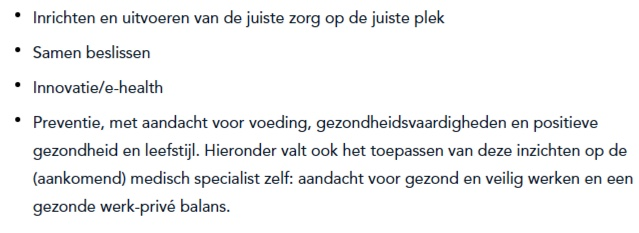 • Inrichten en uitvoeren van de juiste zorg op de juiste plek
• Samen beslissen
• Innovatie/e-health
• Preventie, met aandacht voor voeding, gezondheidsvaardigheden en positieve
gezondheid en leefstijl. Hieronder valt ook het toepassen van deze inzichten op de
(aankomend) medisch specialist zelf: aandacht voor gezond en veilig werken en een
gezonde werk-privé balans.